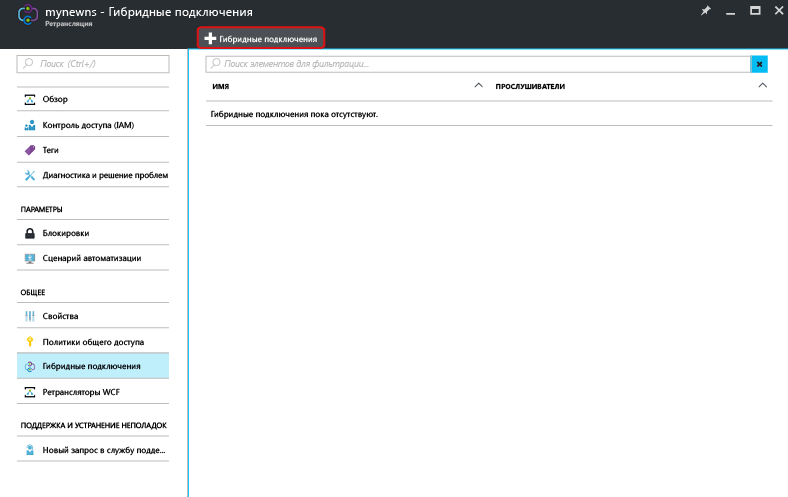 mynewns - Гибридные подключения
Ретрансляция
Гибридные подключения
Поиск (Ctrl+/)
Поиск элементов для фильтрации...
ИМЯ
ПРОСЛУШИВАТЕЛИ
Гибридные подключения пока отсутствуют.
Обзор
Контроль доступа (IAM)
Теги
Диагностика и решение проблем
ПАРАМЕТРЫ
Блокировки
Сценарий автоматизации
ОБЩЕЕ
Свойства
Политики общего доступа
Гибридные подключения
Ретрансляторы WCF
ПОДДЕРЖКА И УСТРАНЕНИЕ НЕПОЛАДОК
Новый запрос в службу подде...